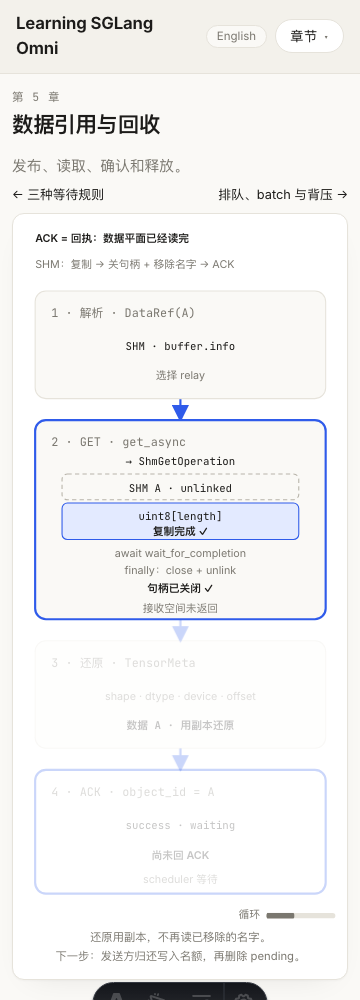 Learning SGLang
Omni
English
章节
第 5 章
数据引用与回收
发布、读取、确认和释放。
← 三种等待规则
排队、batch 与背压 →
ACK = 回执：数据平面已经读完
SHM：复制 → 关句柄 + 移除名字 → ACK
1 · 解析 · DataRef(A)
SHM · buffer.info
选择 relay
2 · GET · get_async
→ ShmGetOperation
SHM A · unlinked
uint8[length]
复制完成 ✓
await wait_for_completion
finally：close + unlink
句柄已关闭 ✓
接收空间未返回
3 · 还原 · TensorMeta
shape · dtype · device · offset
数据 A · 用副本还原
4 · ACK · object_id = A
success · waiting
尚未回 ACK
scheduler 等待
循环
还原用副本，不再读已移除的名字。
下一步：发送方归还写入名额，再删除 pending。